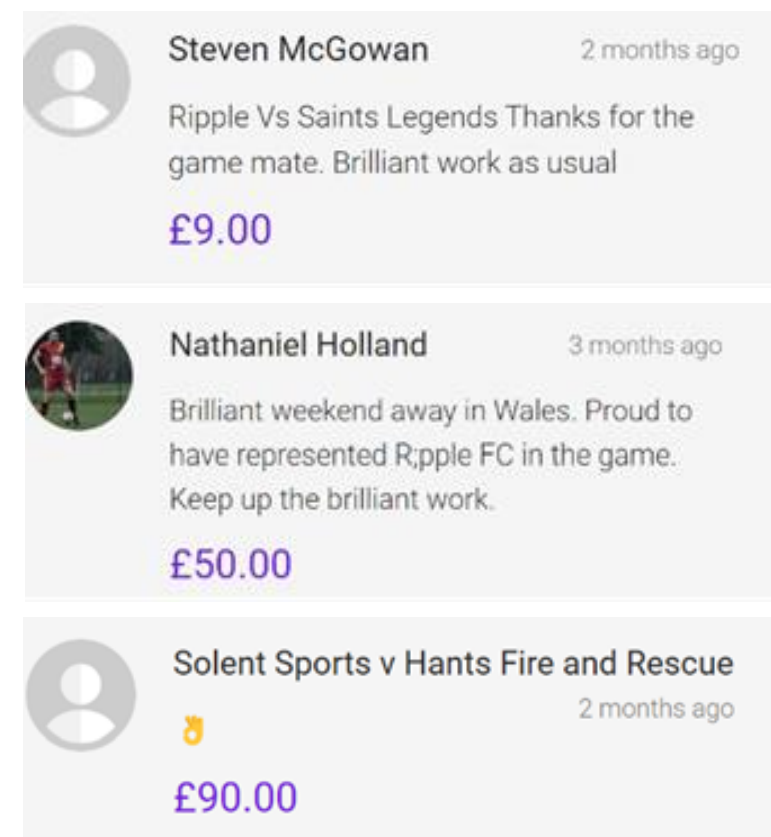 Steven McGowan
2 months ago
Ripple Vs Saints Legends Thanks for the
game mate. Brilliant work as usual
£9.00
Nathaniel Holland
3 months ago
Brilliant weekend away in Wales. Proud to
have represented R;pple FC in the game.
Keep up the brilliant work.
£50.00
Solent Sports v Hants Fire and Rescue
2 months ago
👌
£90.00